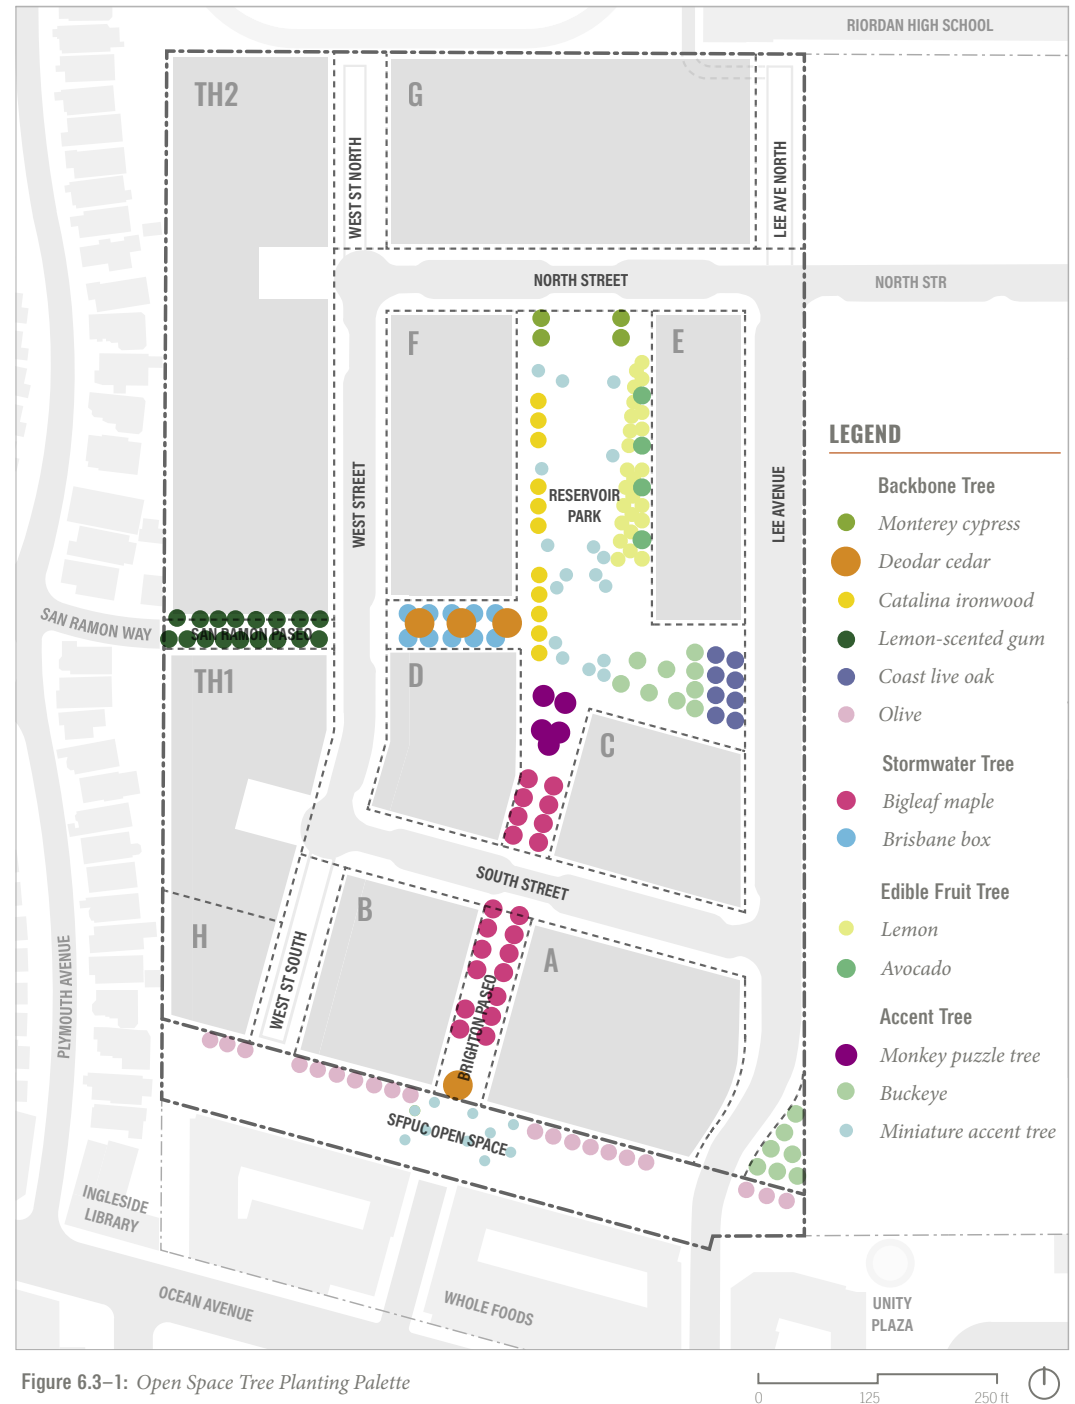 RIORDAN HIGH SCHOOL
TH2
G
WEST ST NORTH
LEE AVE NORTH
NORTH STREET
NORTH STR
F
E
WEST STREET
RESERVOIR
PARK
LEE AVENUE
SAN RAMON WAY
SAN RAMON PASEO
TH1
D
C
SOUTH STREET
B
A
H
WEST ST SOUTH
BRIGHTON PASEO
PLYMOUTH AVENUE
SFPUC OPEN SPACE
INGLESIDE
LIBRARY
OCEAN AVENUE
WHOLE FOODS
UNITY
PLAZA
LEGEND
Backbone Tree
Monterey cypress
Deodar cedar
Catalina ironwood
Lemon-scented gum
Coast live oak
Olive
Stormwater Tree
Bigleaf maple
Brisbane box
Edible Fruit Tree
Lemon
Avocado
Accent Tree
Monkey puzzle tree
Buckeye
Miniature accent tree
Figure 6.3–1: Open Space Tree Planting Palette
0 125 250 ft